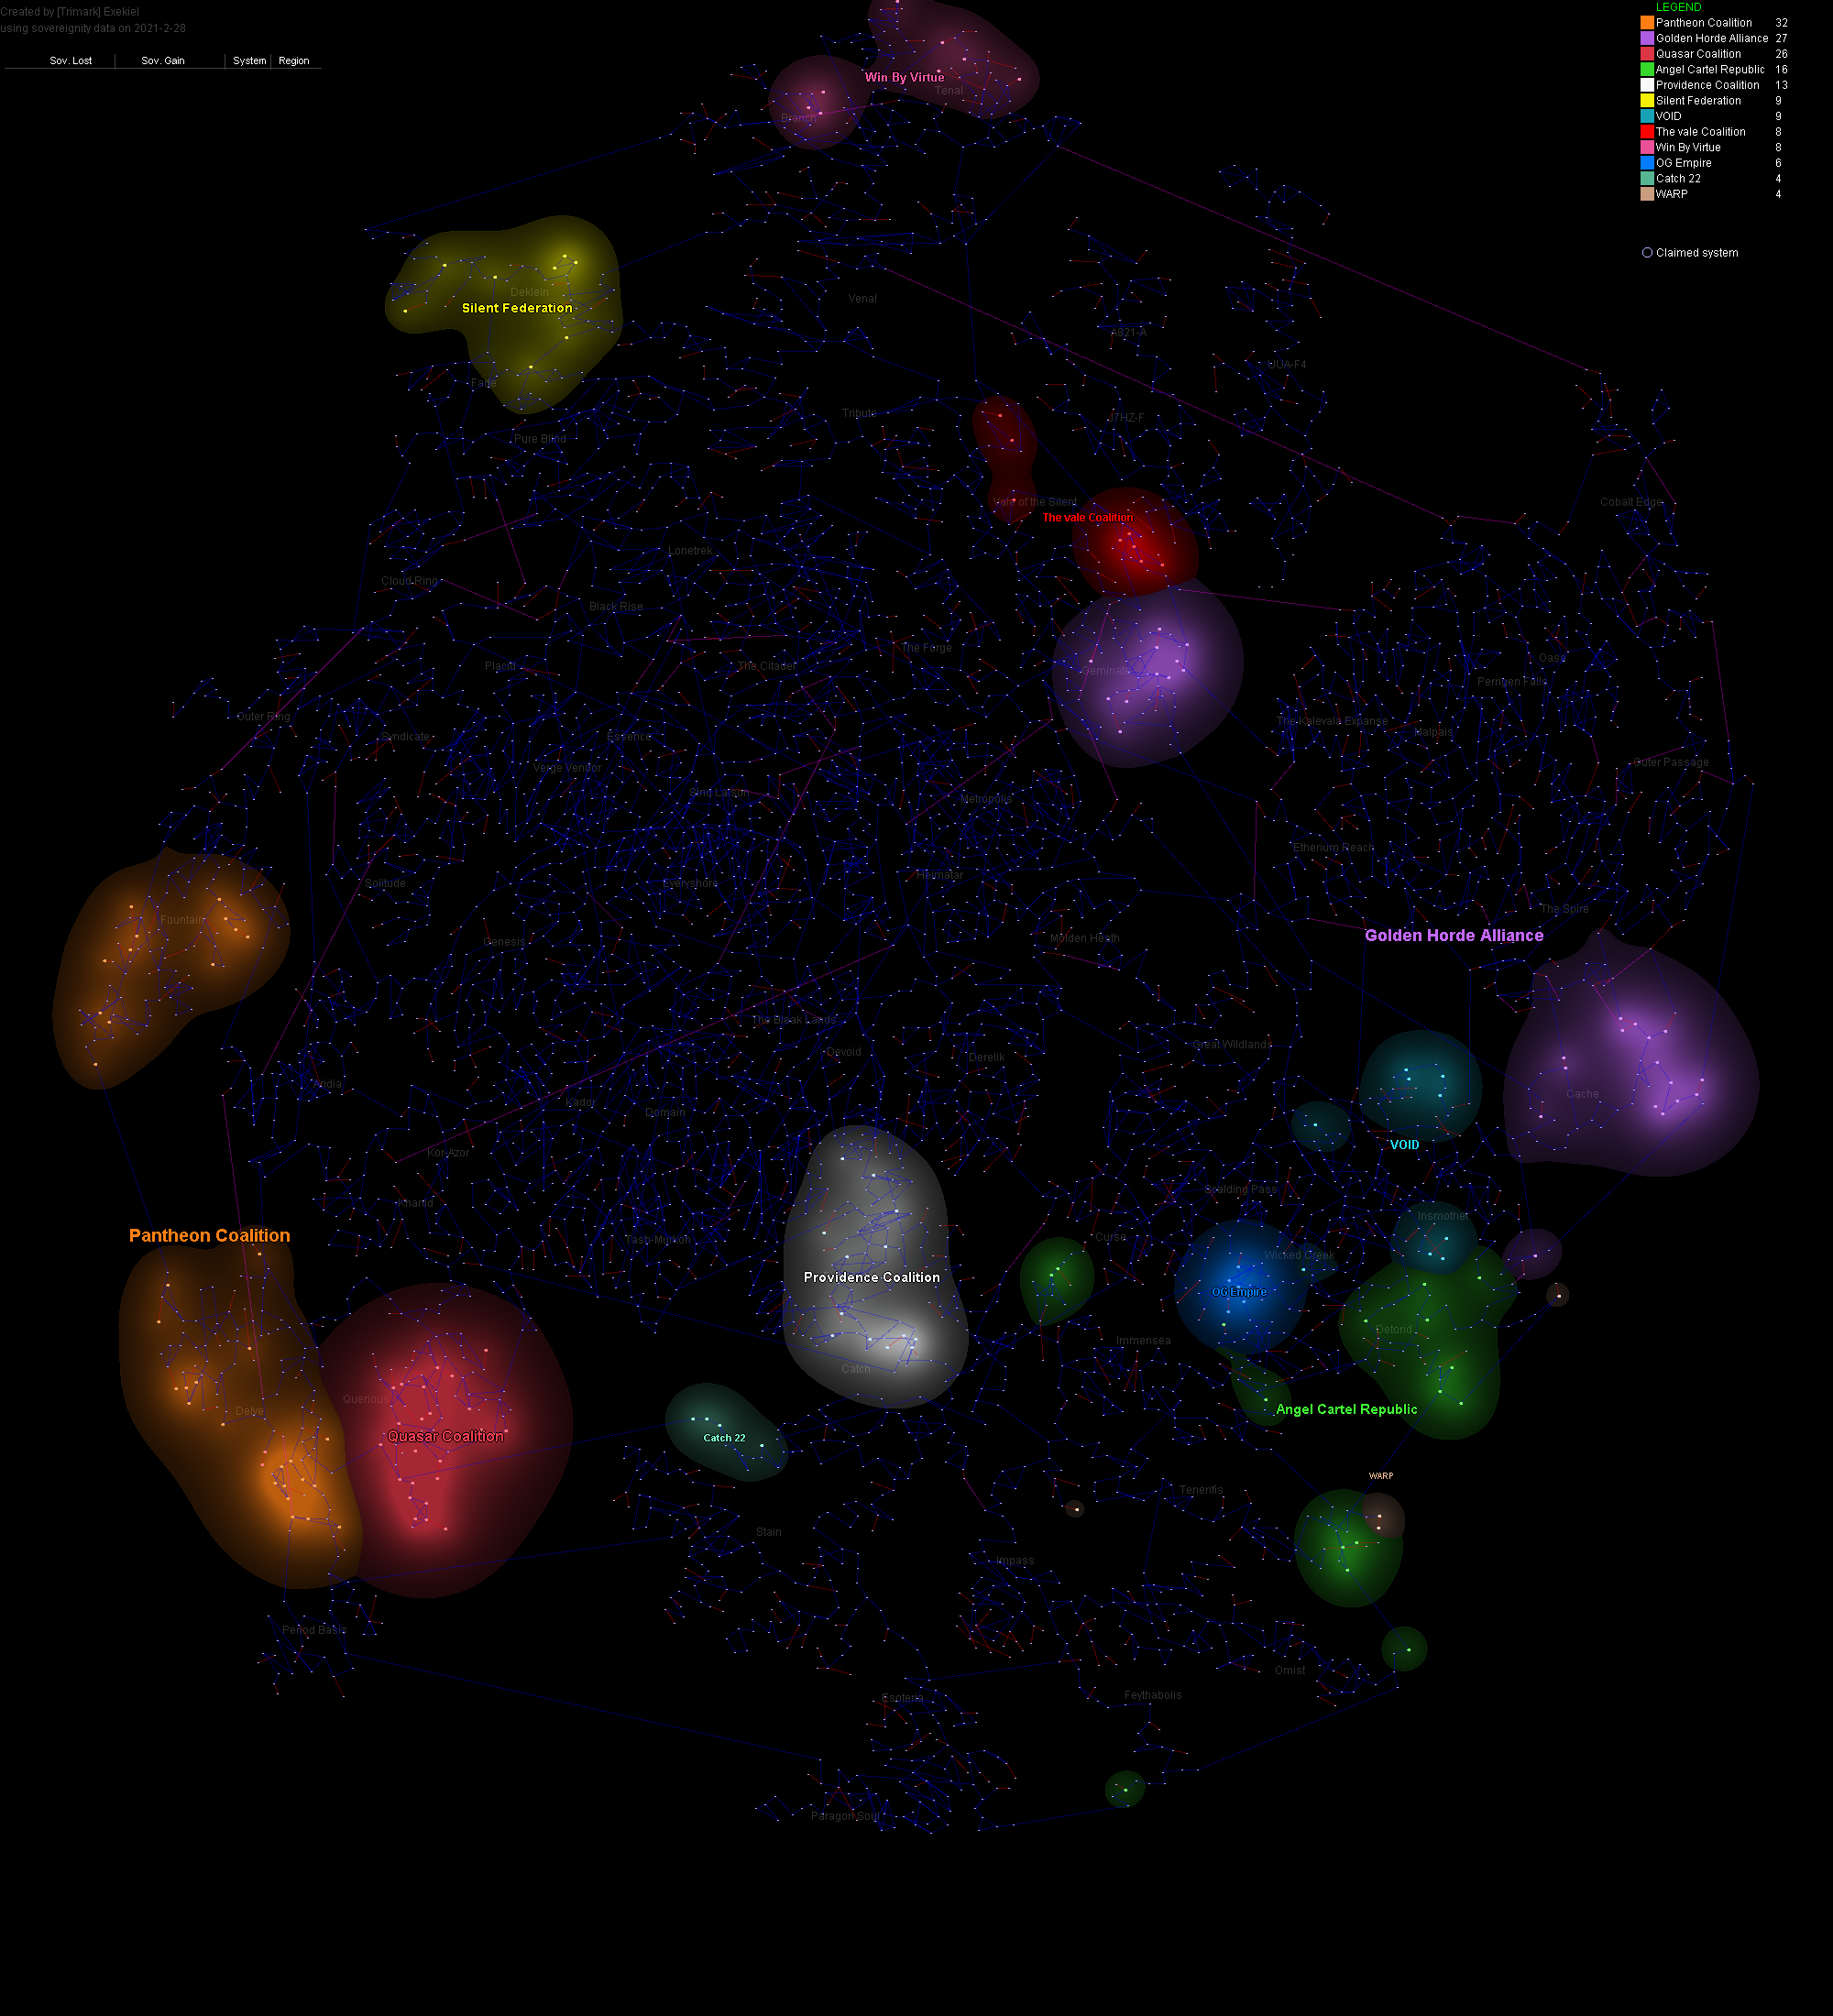 Created by [Trimark] Exekiel
using sovereignity data on 2021-2-28
Sov. Lost Sov. Gain System Region
LEGEND
Pantheon Coalition 32
Golden Horde Alliance 27
Quasar Coalition 26
Angel Cartel Republic 16
Providence Coalition 13
Silent Federation 9
VOID 9
The vale Coalition 8
Win By Virtue 8
OG Empire 6
Catch 22 4
WARP 4
Claimed system
Win By Virtue
Tenal
Branch
Deklein
Silent Federation
Venal
A821-A
UUA-F4
Fade
Tribute
J7HZ-F
Pure Blind
Vale of the Silent
Cobalt Edge
The vale Coalition
Lonetrek
Cloud Ring
Black Rise
The Forge
Placid
The Citadel
Geminate
Oasa
Perrigen Falls
Outer Ring
The Kalevala Expanse
Malpais
Syndicate
Essence
Verge Vendor
Outer Passage
Sinq Laison
Metropolis
Etherium Reach
Solitude
Everyshore
Heimatar
The Spire
Fountain
Golden Horde Alliance
Genesis
Molden Heath
The Bleak Lands
Great Wildlands
Devoid
Derelik
Aridia
Cache
Kador
Domain
VOID
Kor-Azor
Scalding Pass
Khanid
Insmother
Pantheon Coalition
Tash-Murkon
Curse
Wicked Creek
Providence Coalition
OG Empire
Detorid
Immensea
Catch
Querious
Delve
Angel Cartel Republic
Quasar Coalition
Catch 22
WARP
Tenerifis
Stain
Impass
Period Basis
Omist
Esoteria
Feythabolis
Paragon Soul